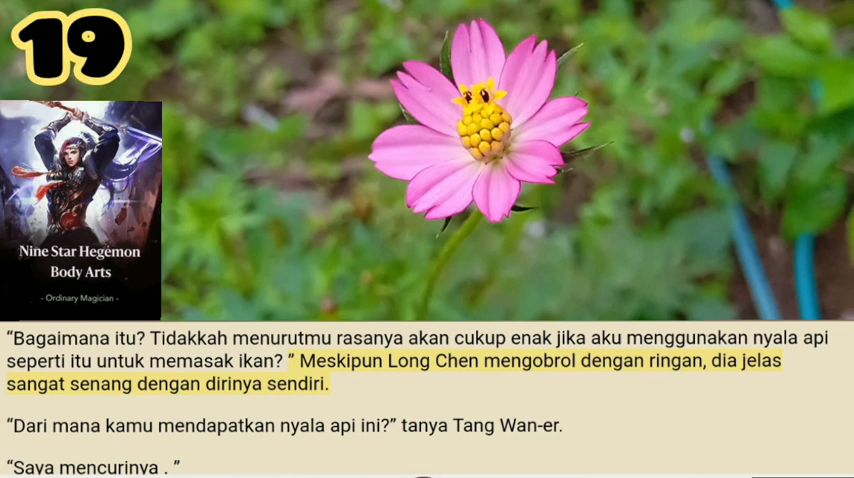 19
Nine Star Hegemon
Body Arts
- Ordinary Magician -
“Bagaimana itu? Tidakkah menurutmu rasanya akan cukup enak jika aku menggunakan nyala api
seperti itu untuk memasak ikan? ” Meskipun Long Chen mengobrol dengan ringan, dia jelas
sangat senang dengan dirinya sendiri.
“Dari mana kamu mendapatkan nyala api ini?” tanya Tang Wan-er.
“Saya mencurinya . ”